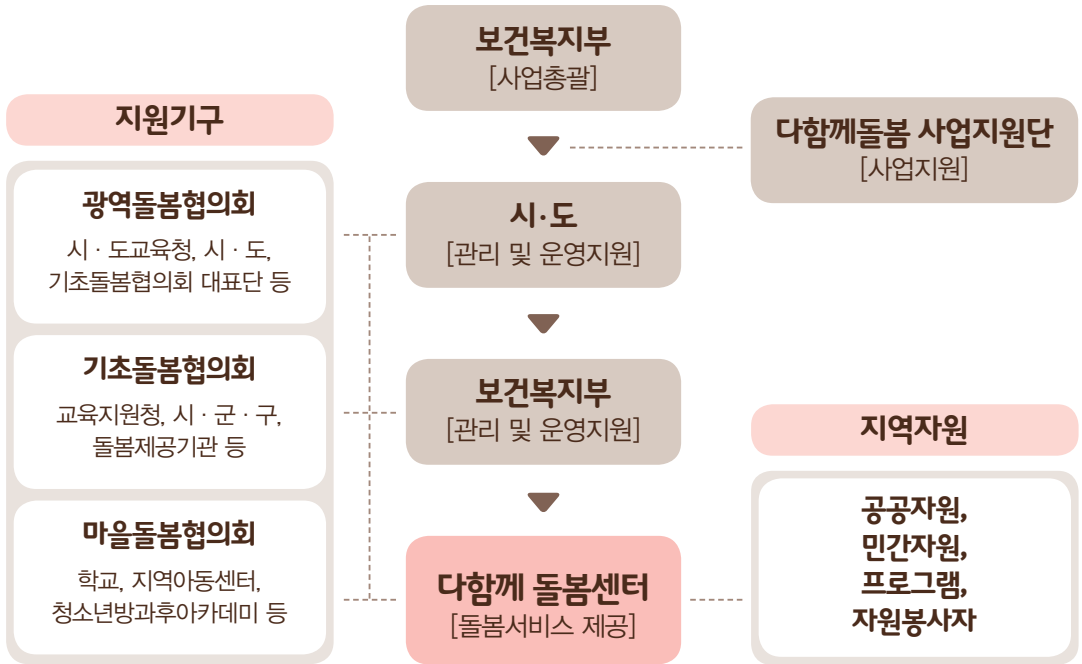 보건복지부
[사업총괄]
다함께돌봄 사업지원단
[사업지원]
지원기구
광역돌봄협의회
시 · 도교육청, 시 · 도,
기초돌봄협의회 대표단 등
시·도
[관리 및 운영지원]
기초돌봄협의회
교육지원청, 시 · 군 · 구,
돌봄제공기관 등
보건복지부
[관리 및 운영지원]
마을돌봄협의회
학교, 지역아동센터,
청소년방과후아카데미 등
다함께 돌봄센터
[돌봄서비스 제공]
지역자원
공공자원,
민간자원,
프로그램,
자원봉사자